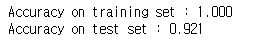 Accuracy on training set : 1.000
Accuracy on test set : 0.921